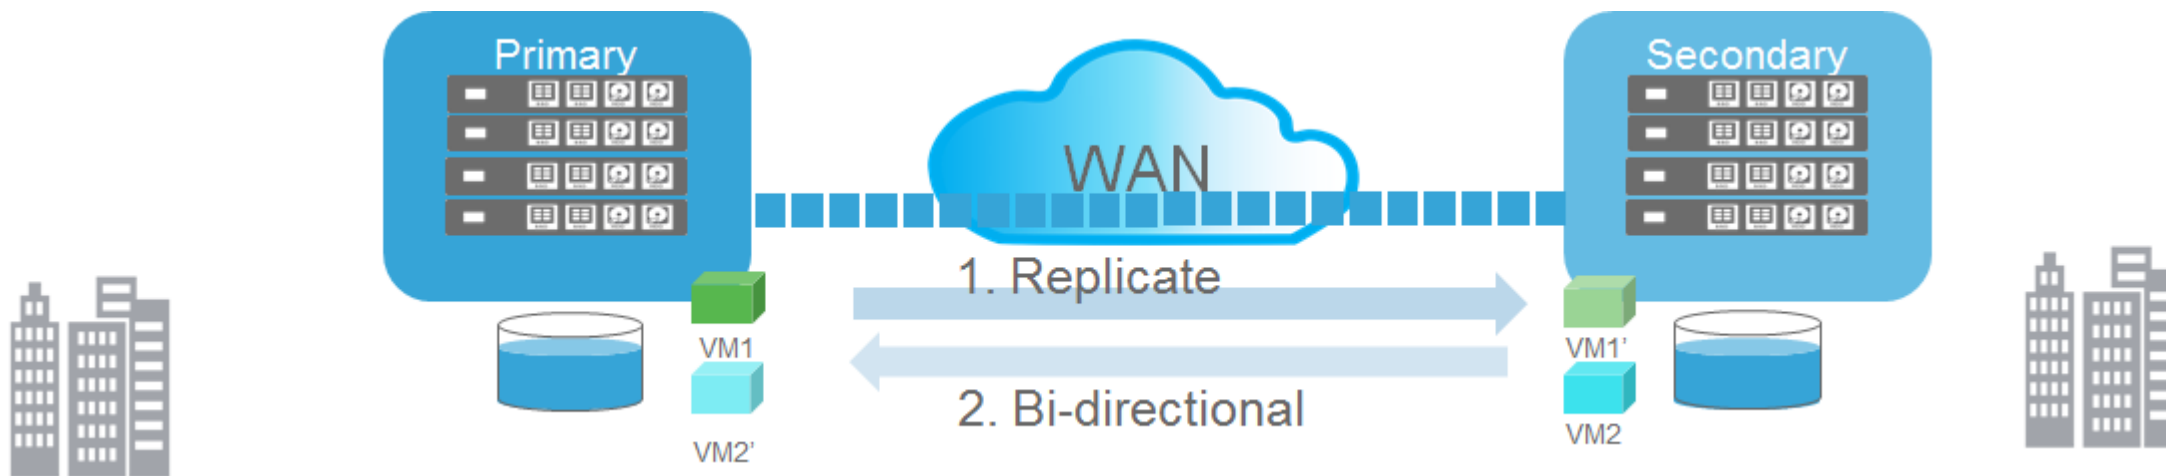 Primary
Secondary
WAN
1. Replicate
VM1
VM1’
2. Bi-directional
VM2’
VM2